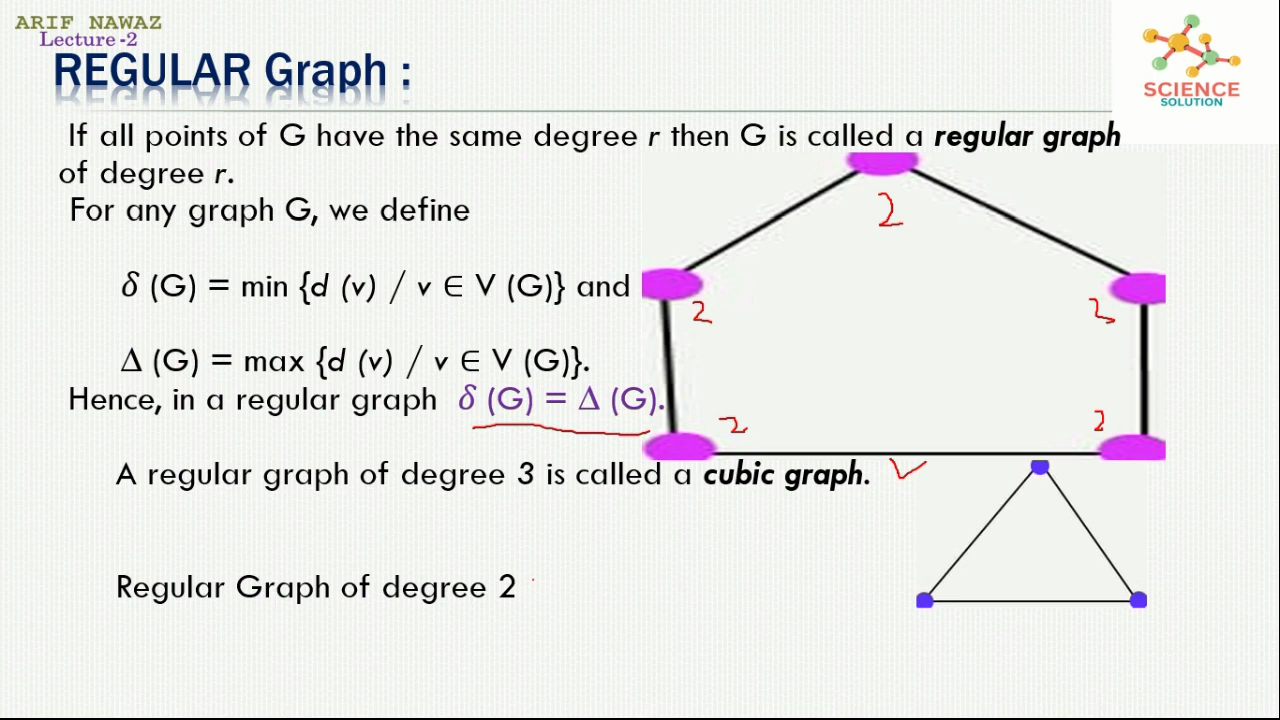 ARIF NAWAZ
Lecture -2
REGULAR Graph :
SCIENCE
SOLUTION
If all points of G have the same degree r then G is called a regular graph
of degree r.
For any graph G, we define
δ (G) = min {d (v) / v ∈ V (G)} and
Δ (G) = max {d (v) / v ∈ V (G)}.
Hence, in a regular graph δ (G) = Δ (G).
A regular graph of degree 3 is called a cubic graph.
Regular Graph of degree 2
2
2
2
2
2